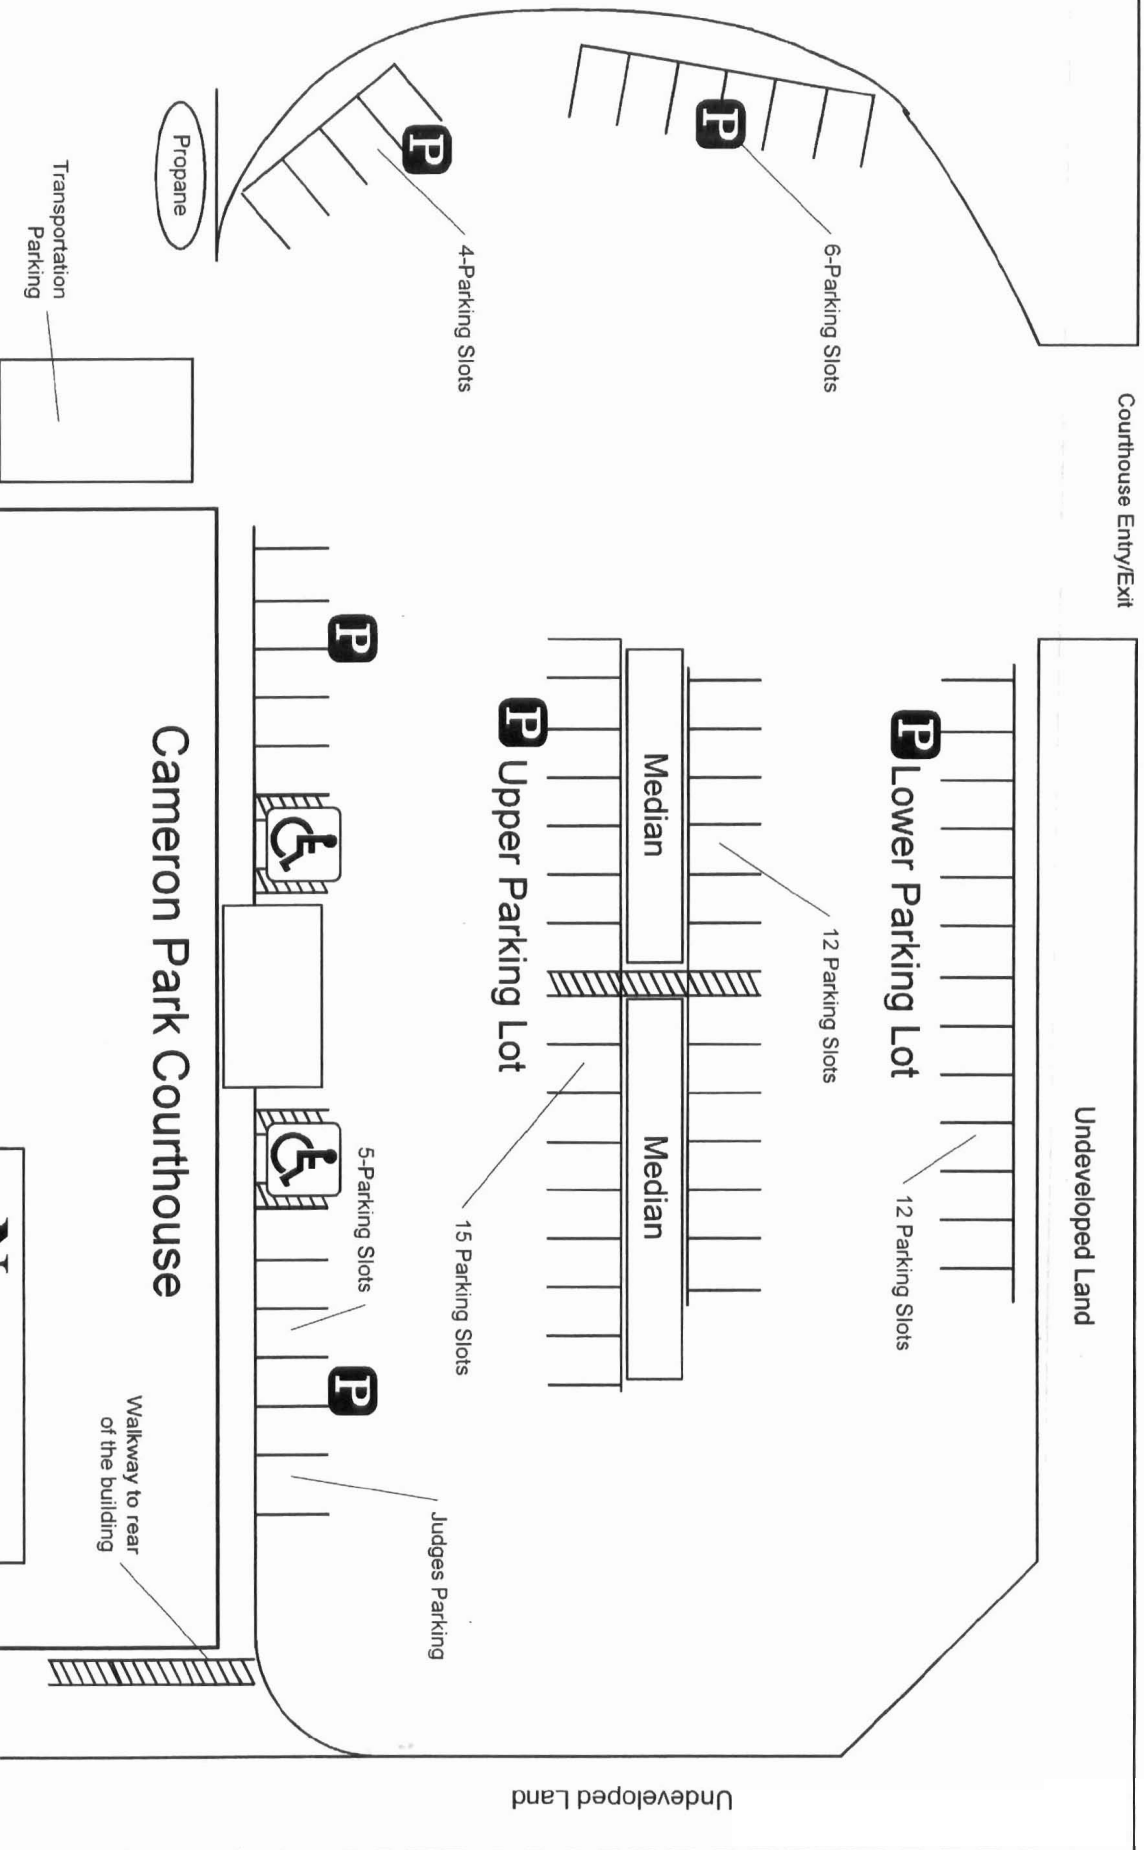 Courthouse Entry/Exit
Undeveloped Land
6-Parking Slots
P
P
Lower Parking Lot
12 Parking Slots
12 Parking Slots
Median
Median
4-Parking Slots
P
P
Upper Parking Lot
15 Parking Slots
Undeveloped Land
P
5-Parking Slots
P
Judges Parking
Propane
Cameron Park Courthouse
Walkway to rear
of the building
Transportation
Parking